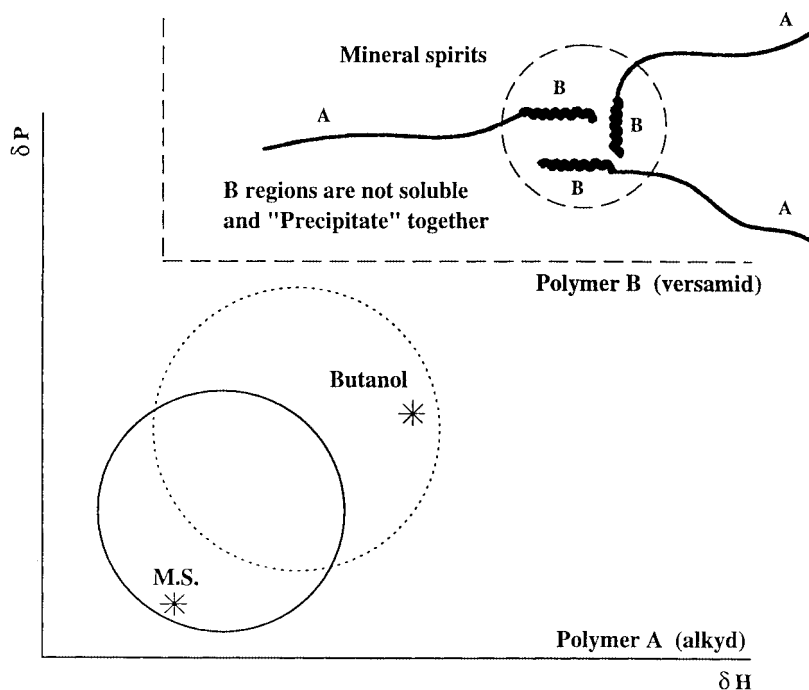 A
Mineral spirits
B
A
B
B
A
δP
B regions are not soluble
and "Precipitate" together
Polymer B (versamid)
Butanol
M.S.
Polymer A (alkyd)
δH